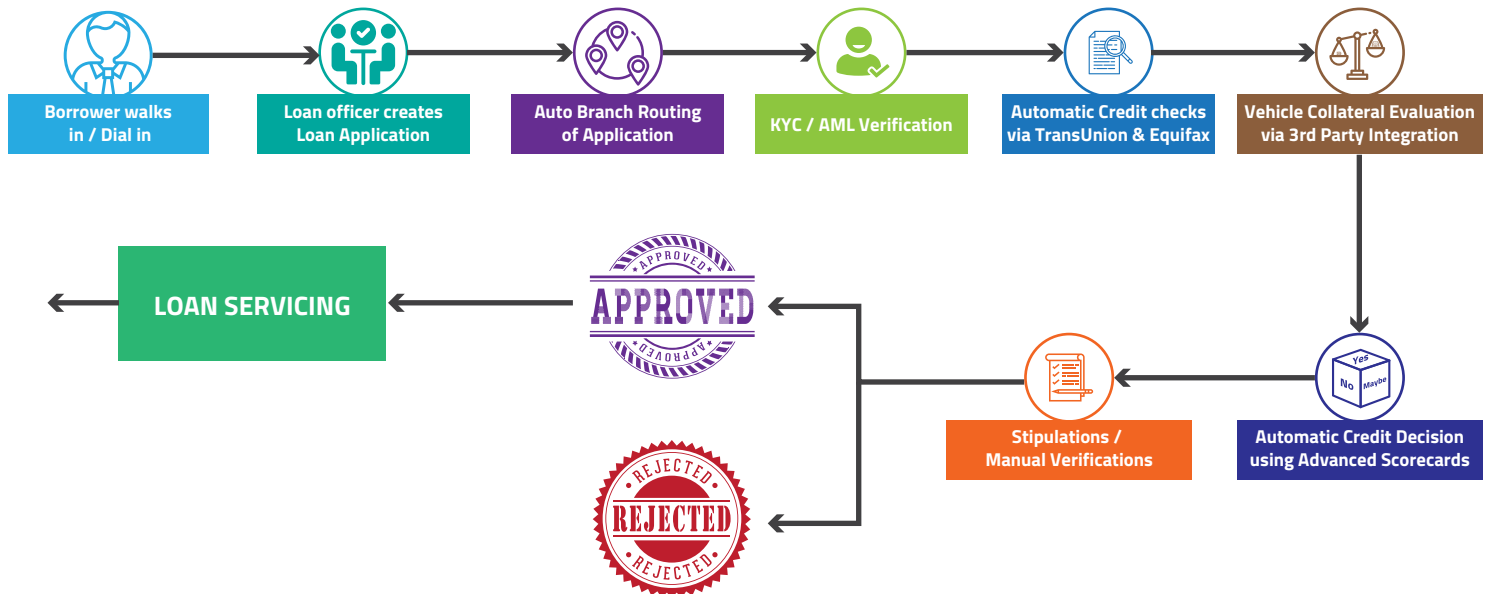 Borrower walks
in / Dial in
Loan officer creates
Loan Application
Auto Branch Routing
of Application
KYC / AML Verification
Automatic Credit checks
via TransUnion & Equifax
Vehicle Collateral Evaluation
via 3rd Party Integration
LOAN SERVICING
APPROVED
APPROVED
APPROVED
Yes
No
Maybe
Stipulations /
Manual Verifications
Automatic Credit Decision
using Advanced Scorecards
REJECTED
REJECTED
REJECTED